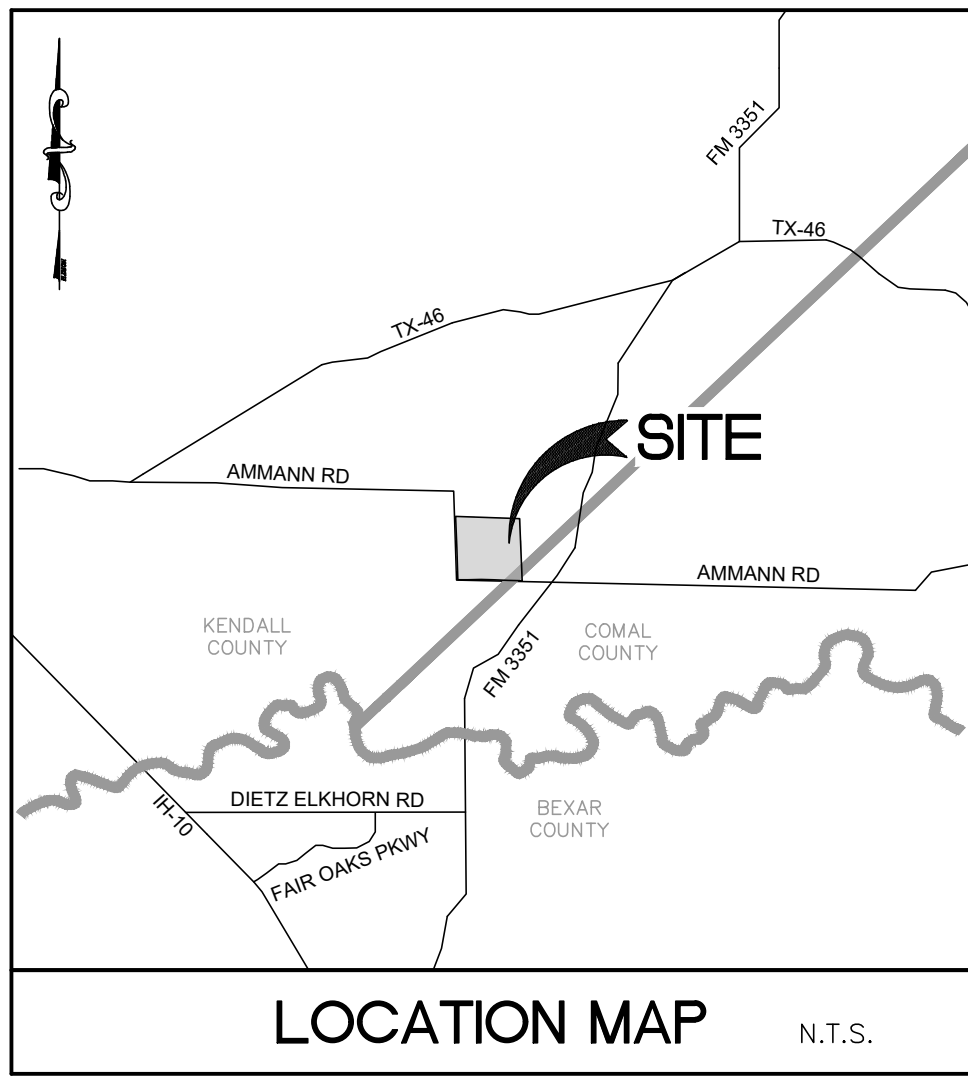 FM 3351
TX-46
TX-46
SITE
AMMANN RD
AMMANN RD
KENDALL
COUNTY
COMAL
COUNTY
FM 3351
IH-10
DIETZ ELKHORN RD
BEXAR
COUNTY
FAIR OAKS PKWY
LOCATION MAP
N.T.S.